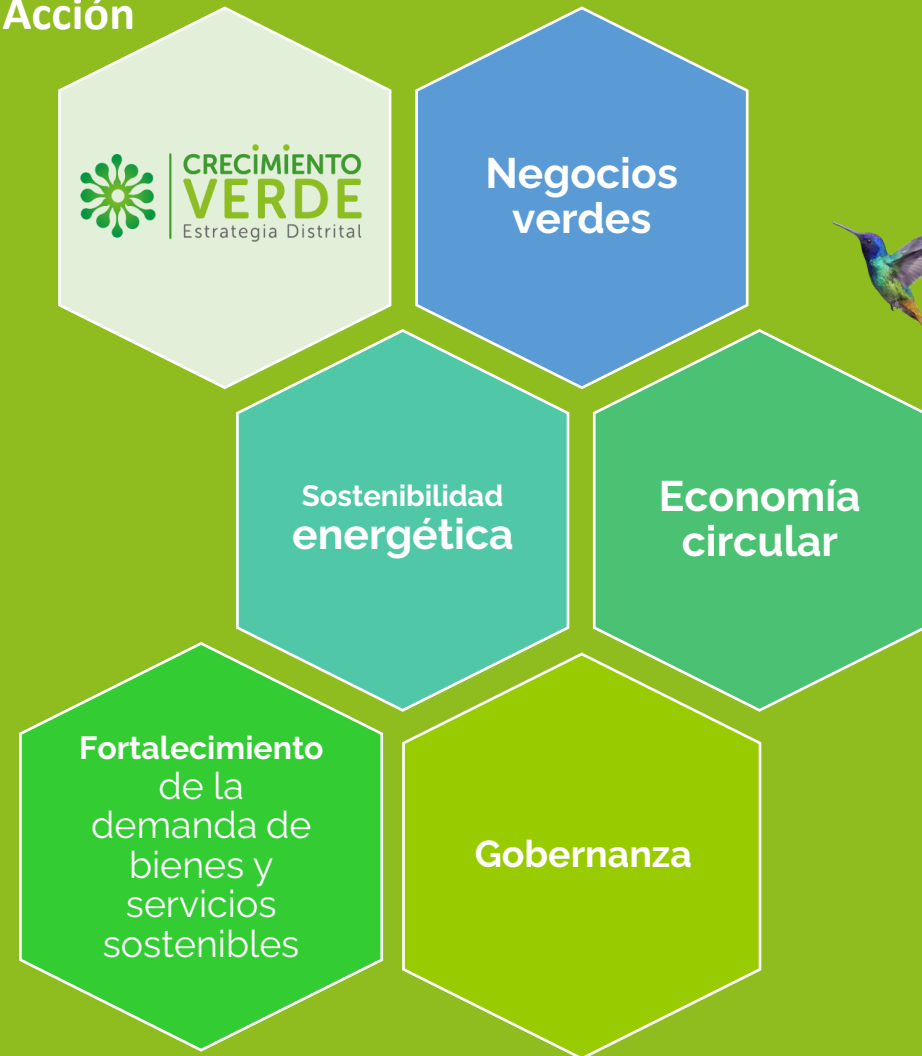 Acción
CRECIMIENTO
VERDE
Estrategia Distrital
Negocios
verdes
Sostenibilidad
energética
Economía
circular
Fortalecimiento
de la
demanda de
bienes y
servicios
sostenibles
Gobernanza